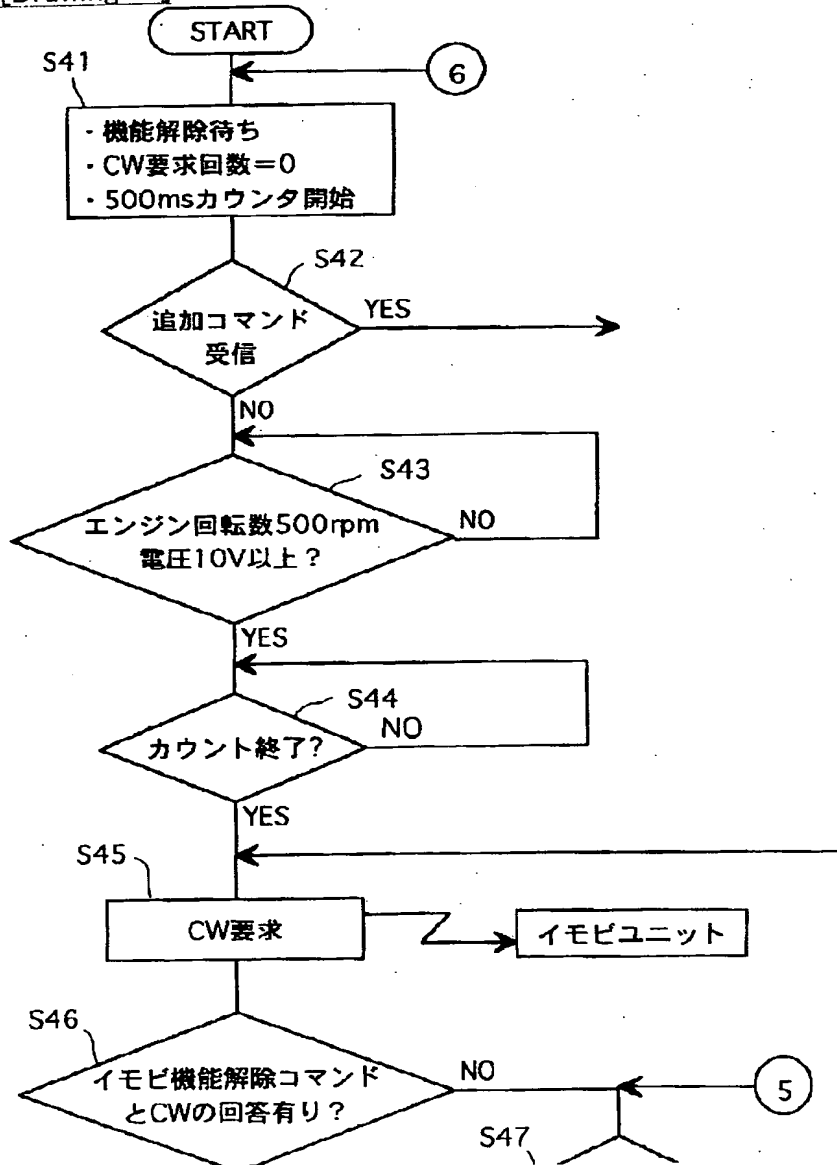 START
6
S41
・機能解除待ち
・CW要求回数=0
・500msカウンタ開始
S42
追加コマンド
受信
YES
NO
S43
エンジン回転数500rpm
電圧10V以上?
NO
YES
S44
カウント終了?
NO
YES
S45
CW要求
イモビユニット
S46
イモビ機能解除コマンド
とCWの回答有り?
NO
5
S47